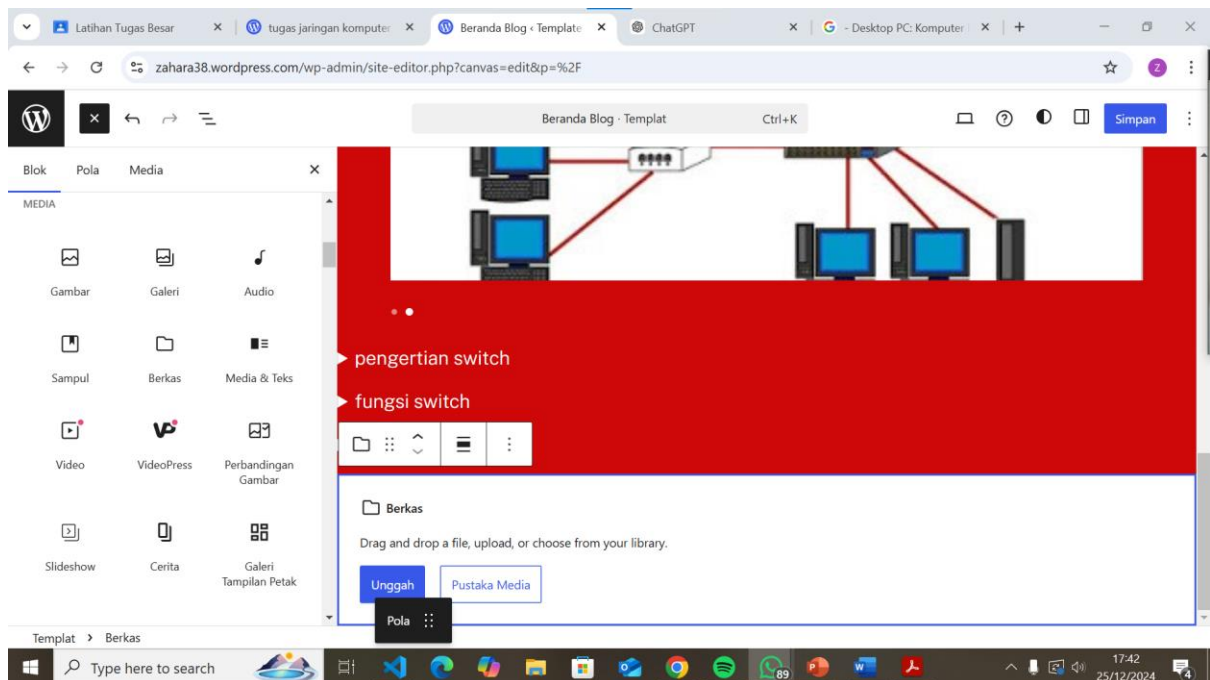 Latihan Tugas Besar
tugas jaringan komputer
Beranda Blog ‹ Template
ChatGPT
- Desktop PC: Komputer
zahara38.wordpress.com/wp-admin/site-editor.php?canvas=edit&p=%2F
Z
Beranda Blog · Templat Ctrl+K
Simpan
Blok Pola Media
MEDIA
Gambar Galeri Audio
Sampul Berkas Media & Teks
Video VideoPress Perbandingan
Gambar
Slideshow Cerita Galeri
Tampilan Petak
pengertian switch
fungsi switch
Berkas
Drag and drop a file, upload, or choose from your library.
Unggah Pustaka Media
Pola
Templat > Berkas
Type here to search
89
17:42
25/12/2024
4